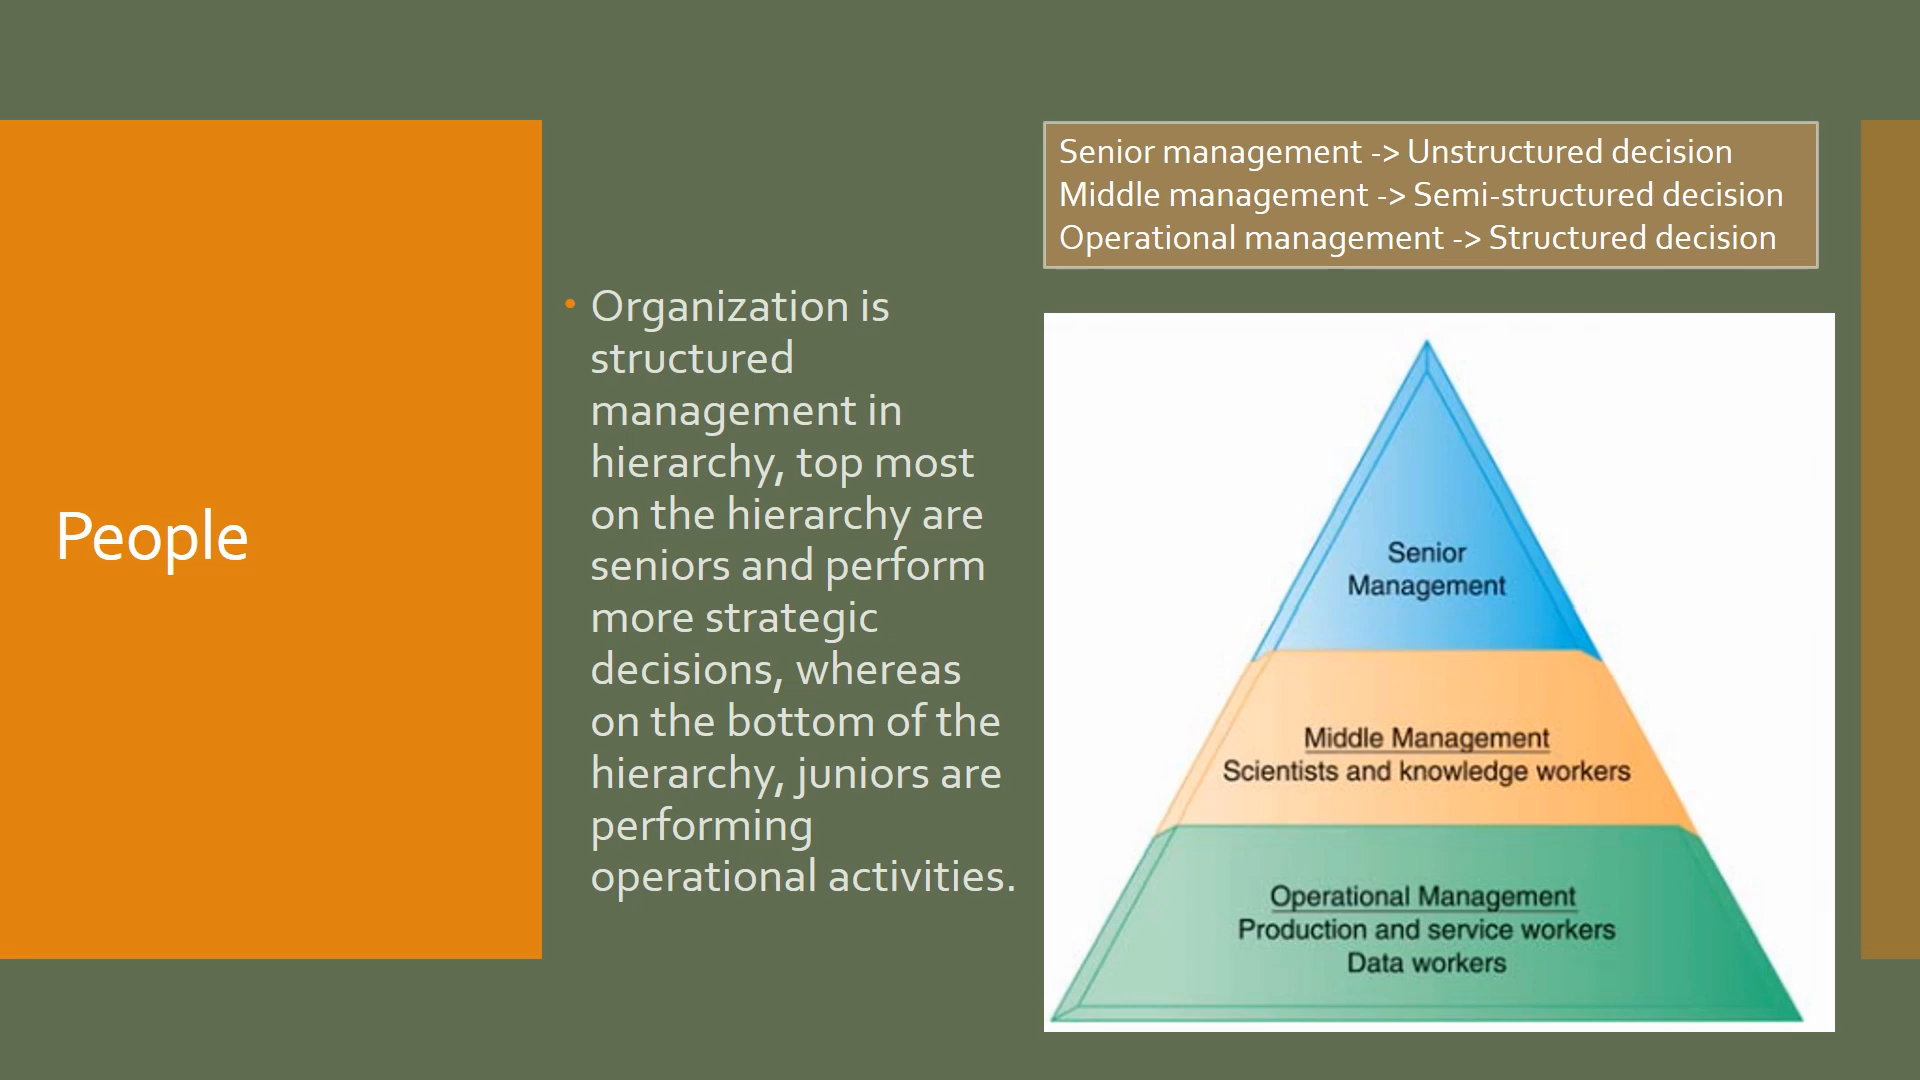 People
• Organization is
structured
management in
hierarchy, top most
on the hierarchy are
seniors and perform
more strategic
decisions, whereas
on the bottom of the
hierarchy, juniors are
performing
operational activities.
Senior management -> Unstructured decision
Middle management -> Semi-structured decision
Operational management -> Structured decision
Senior
Management
Middle Management
Scientists and knowledge workers
Operational Management
Production and service workers
Data workers